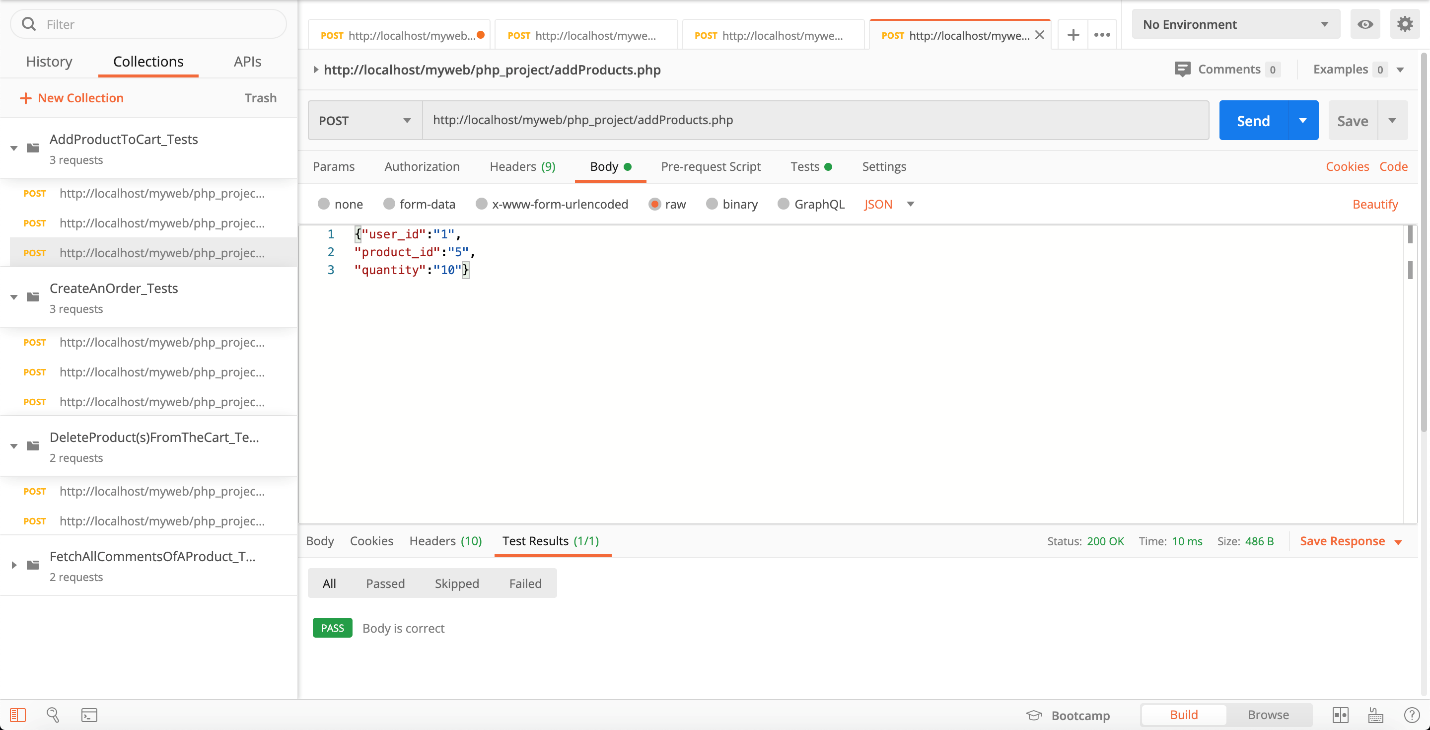 Filter
History Collections APIs
+ New Collection Trash
AddProductToCart_Tests
3 requests
POST http://localhost/myweb/php_projec...
POST http://localhost/myweb/php_projec...
POST http://localhost/myweb/php_projec...
CreateAnOrder_Tests
3 requests
POST http://localhost/myweb/php_projec...
POST http://localhost/myweb/php_projec...
POST http://localhost/myweb/php_projec...
DeleteProduct(s)FromTheCart_Te...
2 requests
POST http://localhost/myweb/php_projec...
POST http://localhost/myweb/php_projec...
FetchAllCommentsOfAProduct_T...
2 requests
POST http://localhost/myweb... POST http://localhost/mywe... POST http://localhost/mywe... POST http://localhost/mywe...
No Environment
http://localhost/myweb/php_project/addProducts.php
Comments 0 Examples 0
POST http://localhost/myweb/php_project/addProducts.php Send Save
Params Authorization Headers (9) Body Pre-request Script Tests Settings Cookies Code
none form-data x-www-form-urlencoded raw binary GraphQL JSON Beautify
1 {"user_id":"1",
2 "product_id":"5",
3 "quantity":"10"}
Body Cookies Headers (10) Test Results (1/1) Status: 200 OK Time: 10 ms Size: 486 B Save Response
All Passed Skipped Failed
PASS Body is correct
Bootcamp Build Browse